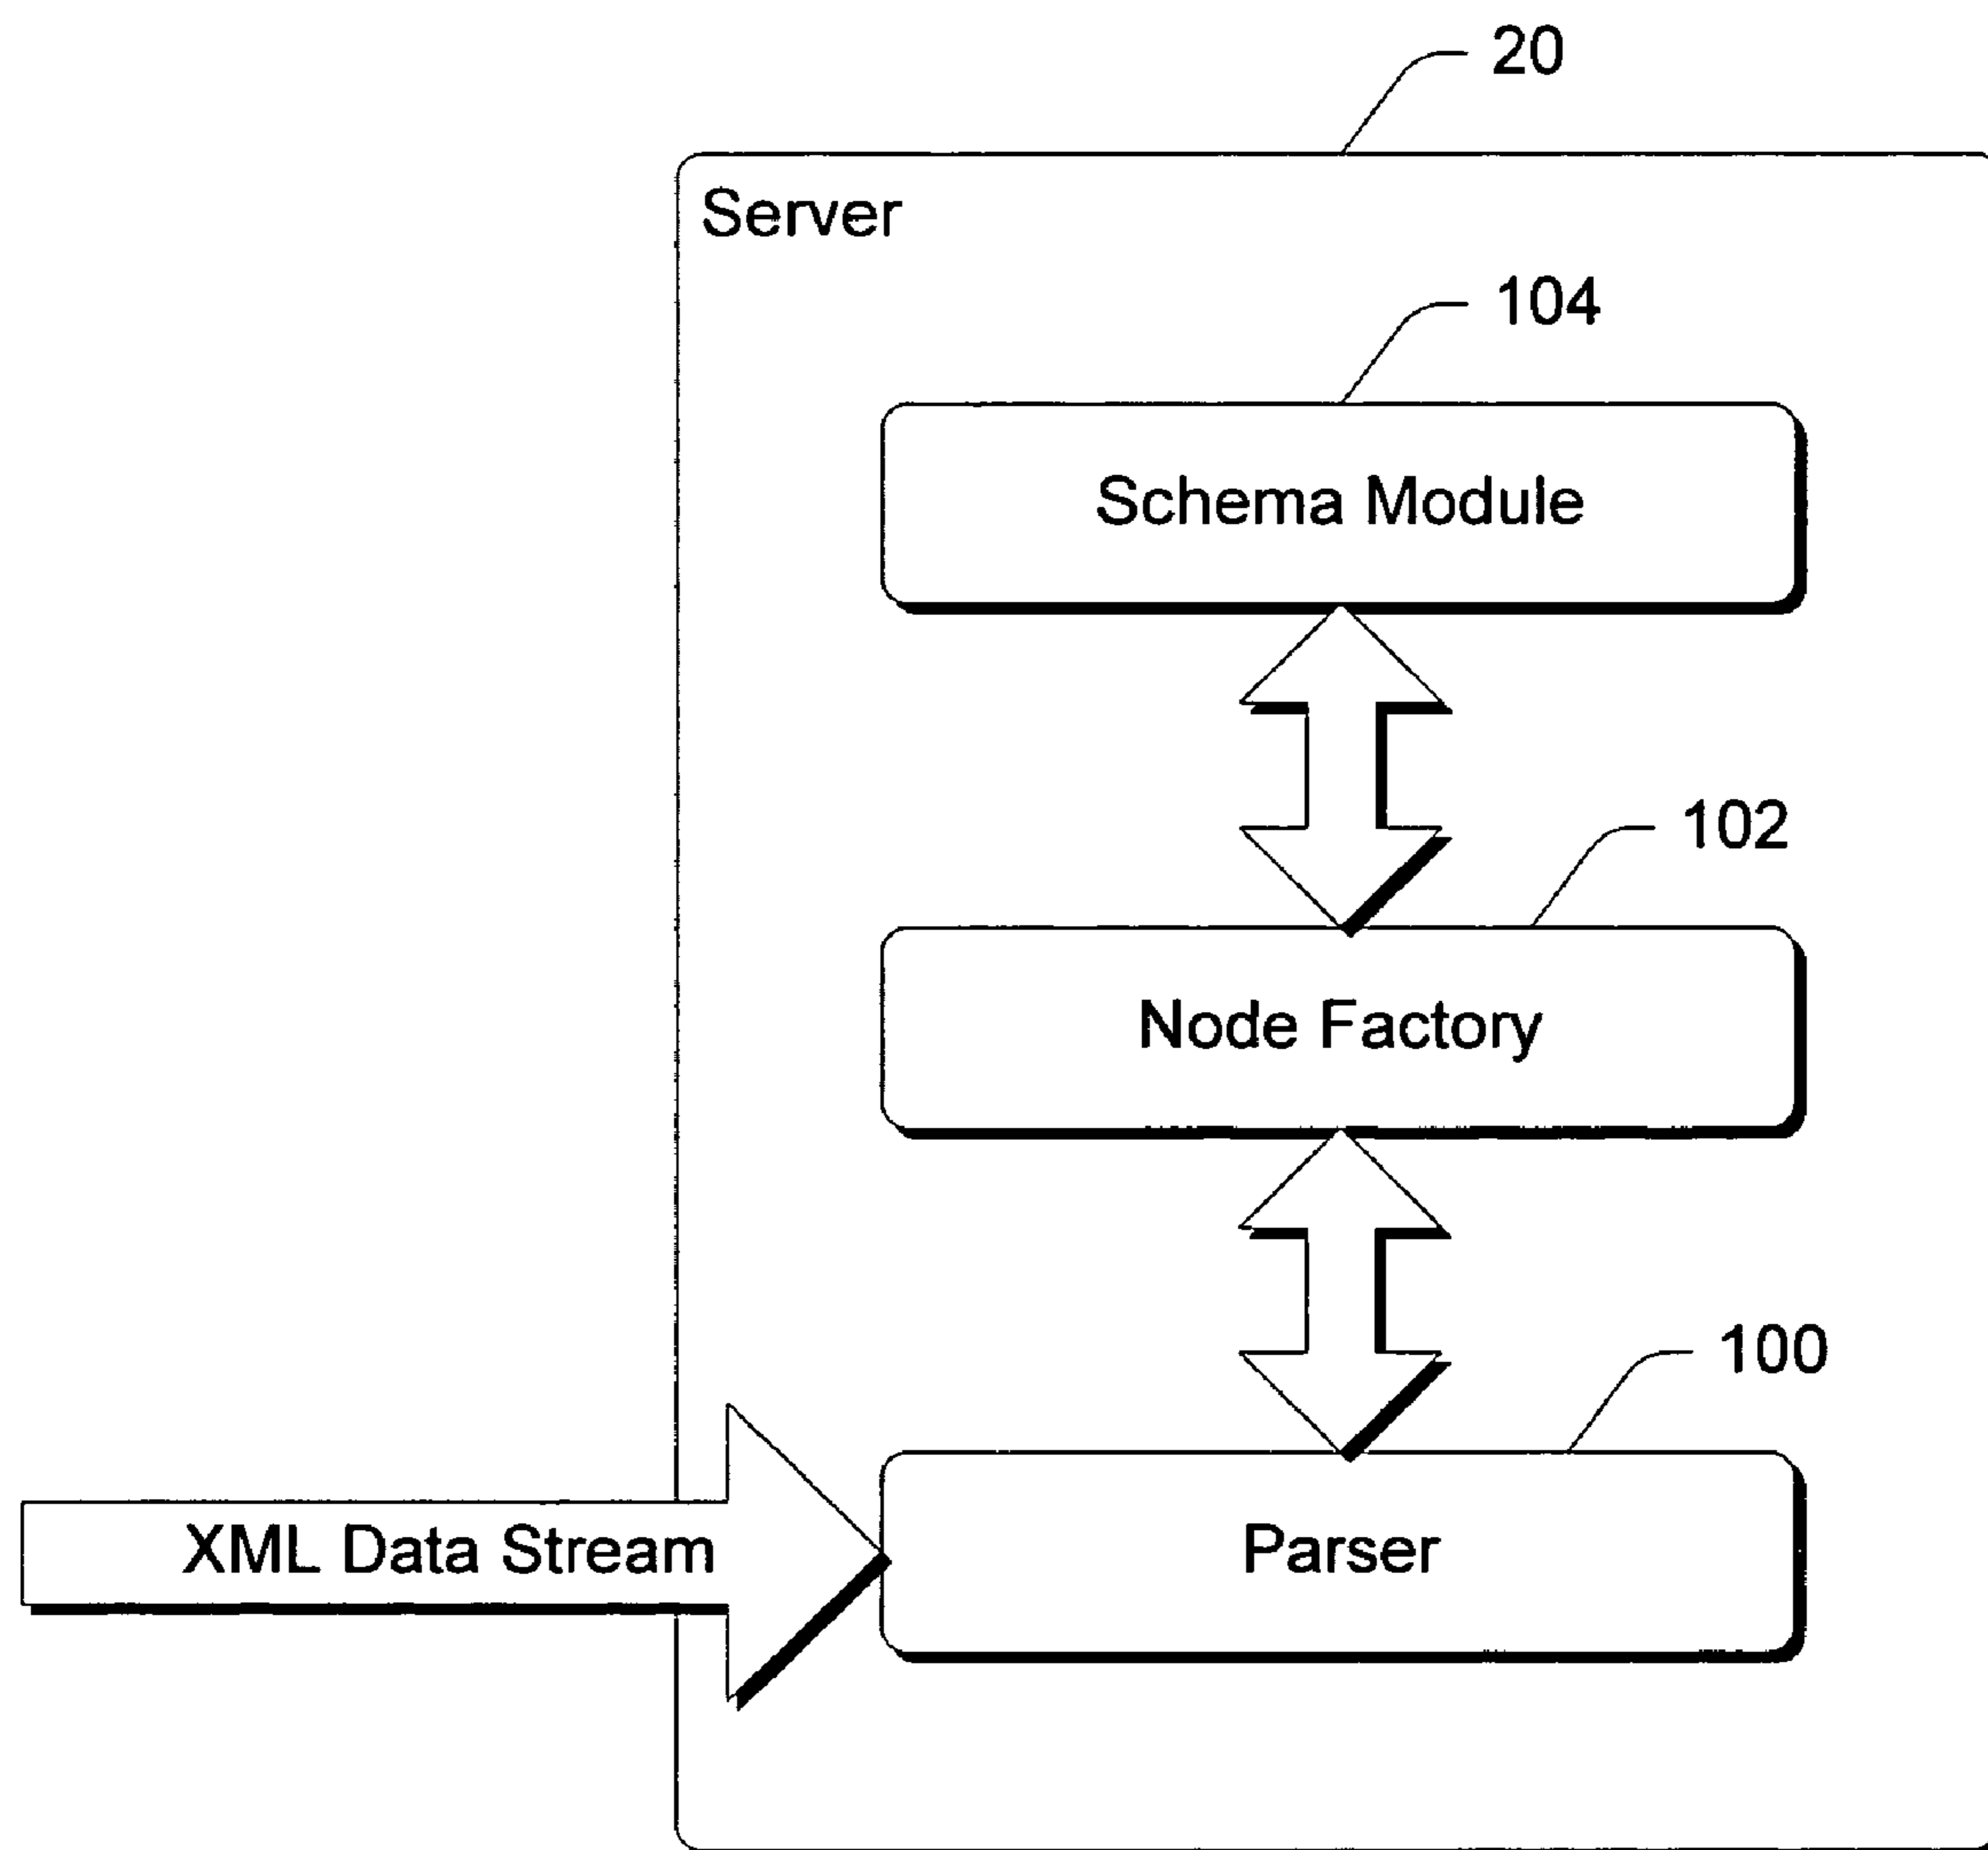 20
Server
104
Schema Module
102
Node Factory
100
XML Data Stream
Parser